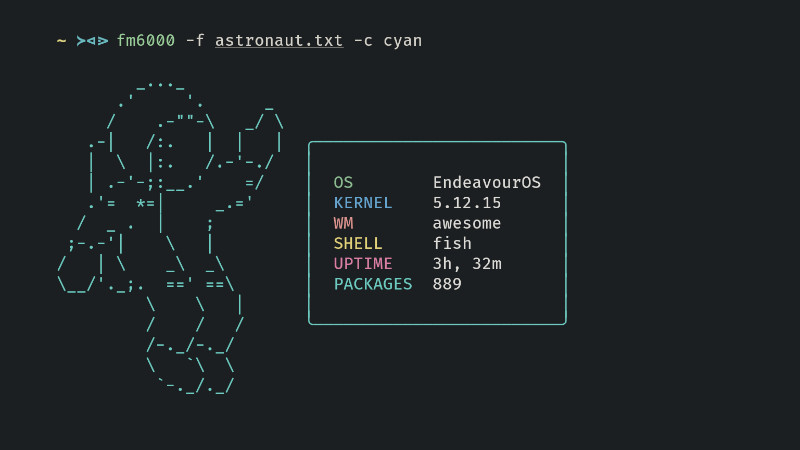 ~ ≻⋖≽ fm6000 -f astronaut.txt -c cyan
OS EndeavourOS
KERNEL 5.12.15
WM awesome
SHELL fish
UPTIME 3h, 32m
PACKAGES 889